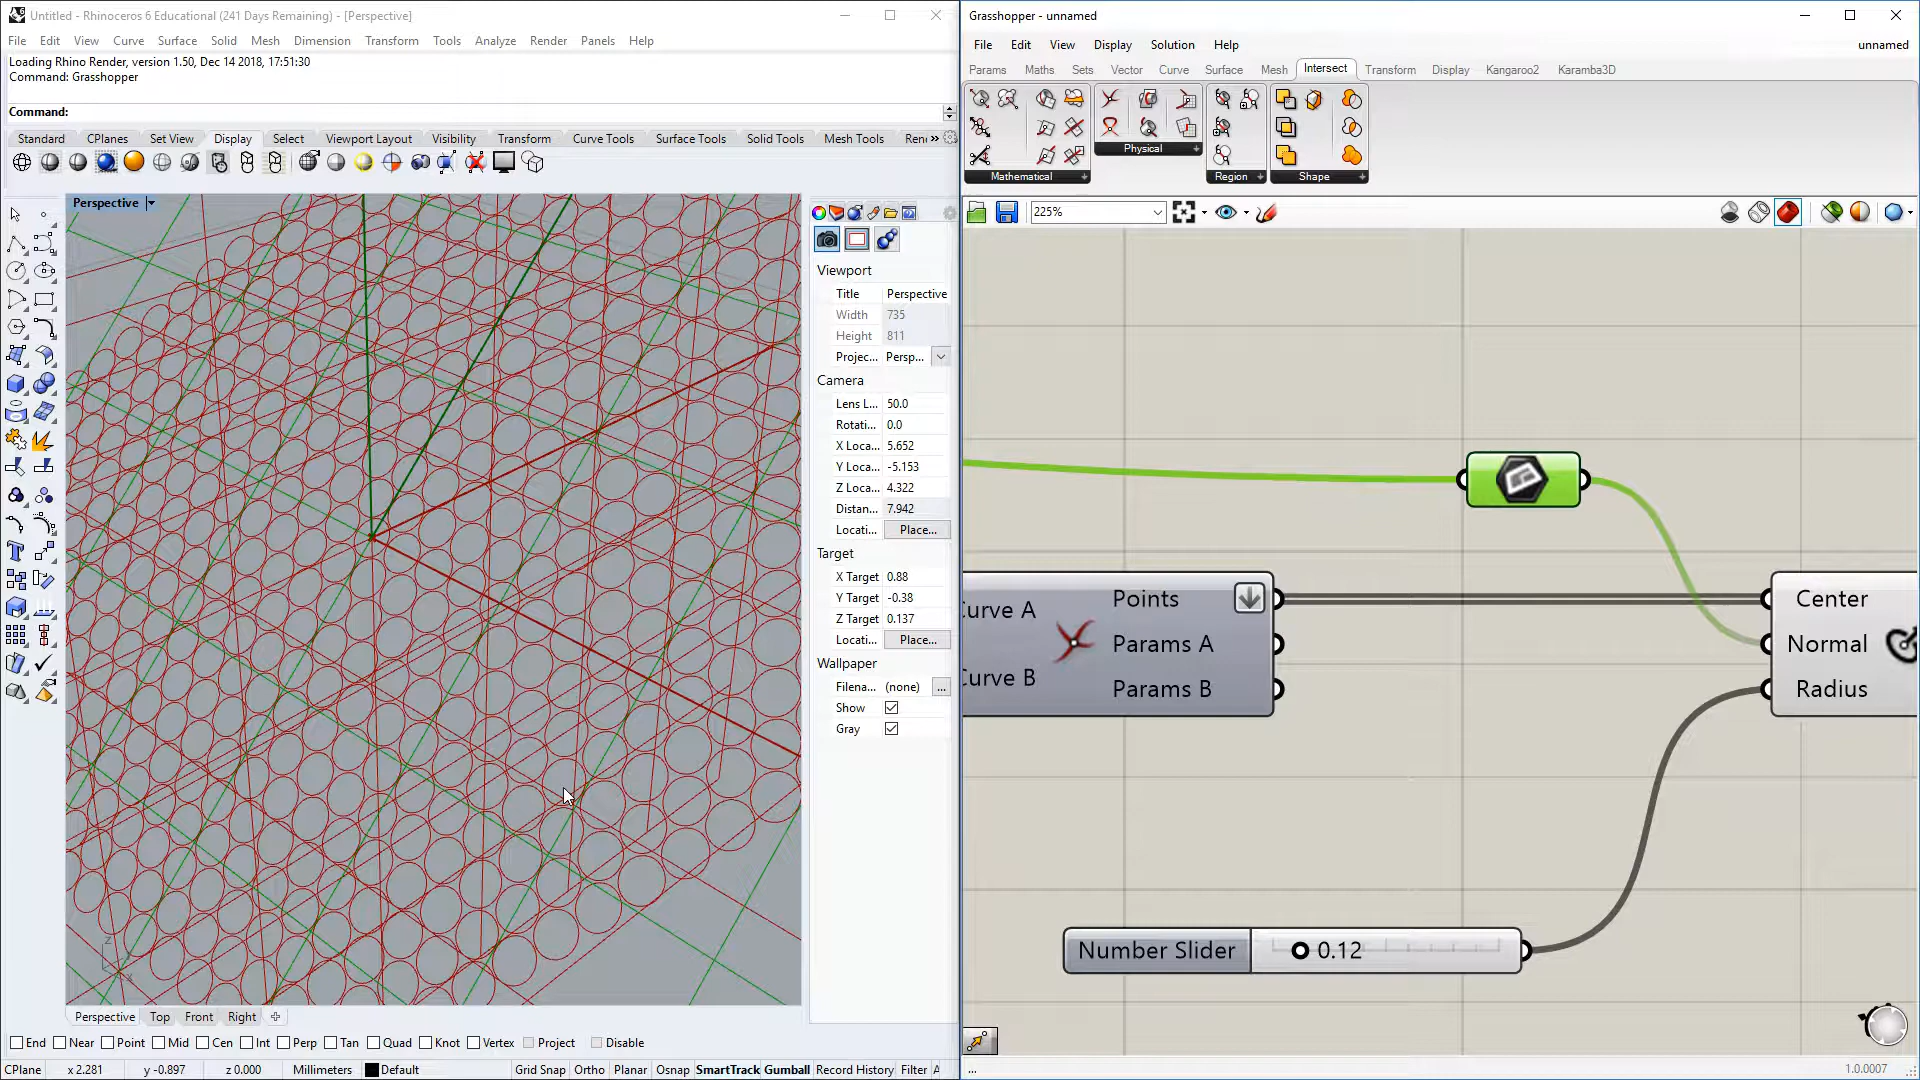 Untitled - Rhinoceros 6 Educational (241 Days Remaining) - [Perspective]
File Edit View Curve Surface Solid Mesh Dimension Transform Tools Analyze Render Panels Help
Loading Rhino Render, version 1.50, Dec 14 2018, 17:51:30
Command: Grasshopper
Command:
Standard CPlanes Set View Display Select Viewport Layout Visibility Transform Curve Tools Surface Tools Solid Tools Mesh Tools Ren »
Perspective
Viewport
Title Perspective
Width 735
Height 811
Projec... Persp...
Camera
Lens L... 50.0
Rotati... 0.0
X Loca... 5.652
Y Loca... -5.153
Z Loca... 4.322
Distan... 7.942
Locati... Place...
Target
X Target 0.88
Y Target -0.38
Z Target 0.137
Locati... Place...
Wallpaper
Filena... (none) ...
Show
Gray
z
x
Perspective Top Front Right
End Near Point Mid Cen Int Perp Tan Quad Knot Vertex Project Disable
CPlane x 2.281 y -0.897 z 0.000 Millimeters Default Grid Snap Ortho Planar Osnap SmartTrack Gumball Record History Filter A
Grasshopper - unnamed
File Edit View Display Solution Help unnamed
Params Maths Sets Vector Curve Surface Mesh Intersect Transform Display Kangaroo2 Karamba3D
Mathematical Physical Region Shape
225%
Curve A
Curve B
Points
Params A
Params B
Center
Normal
Radius
Number Slider 0.12
... 1.0.0007